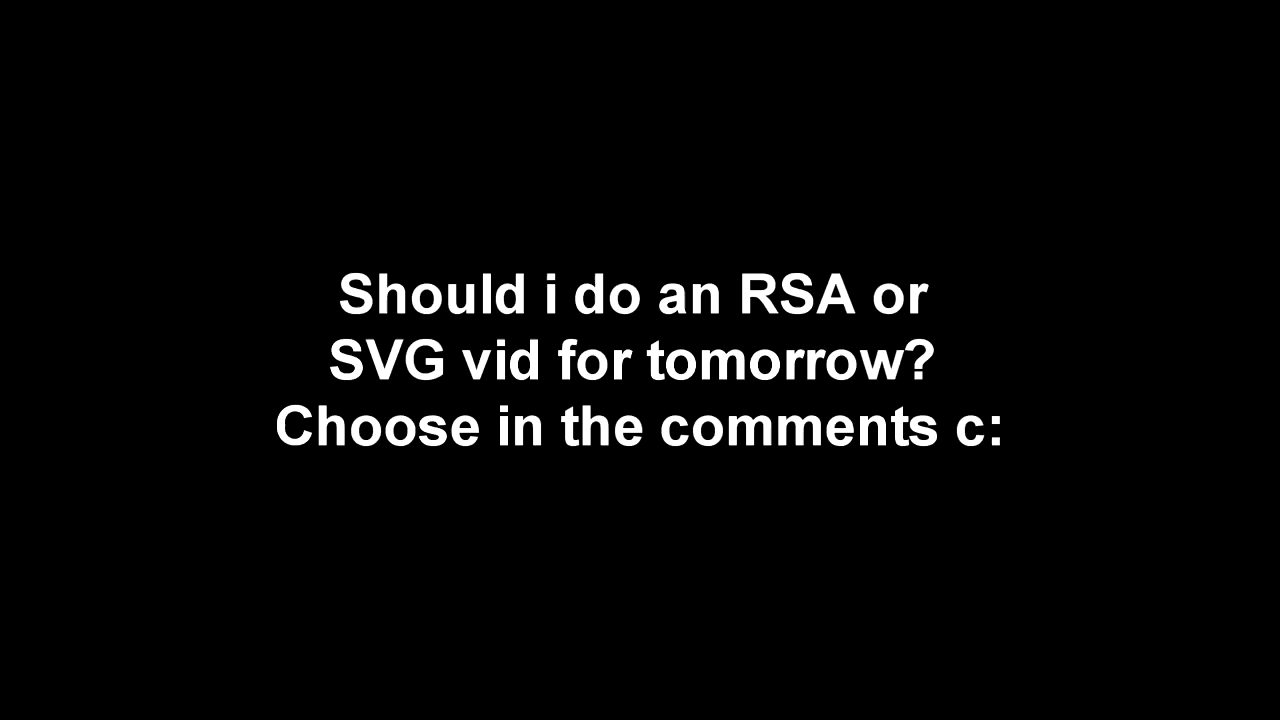 Should i do an RSA or
SVG vid for tomorrow?
Choose in the comments c: